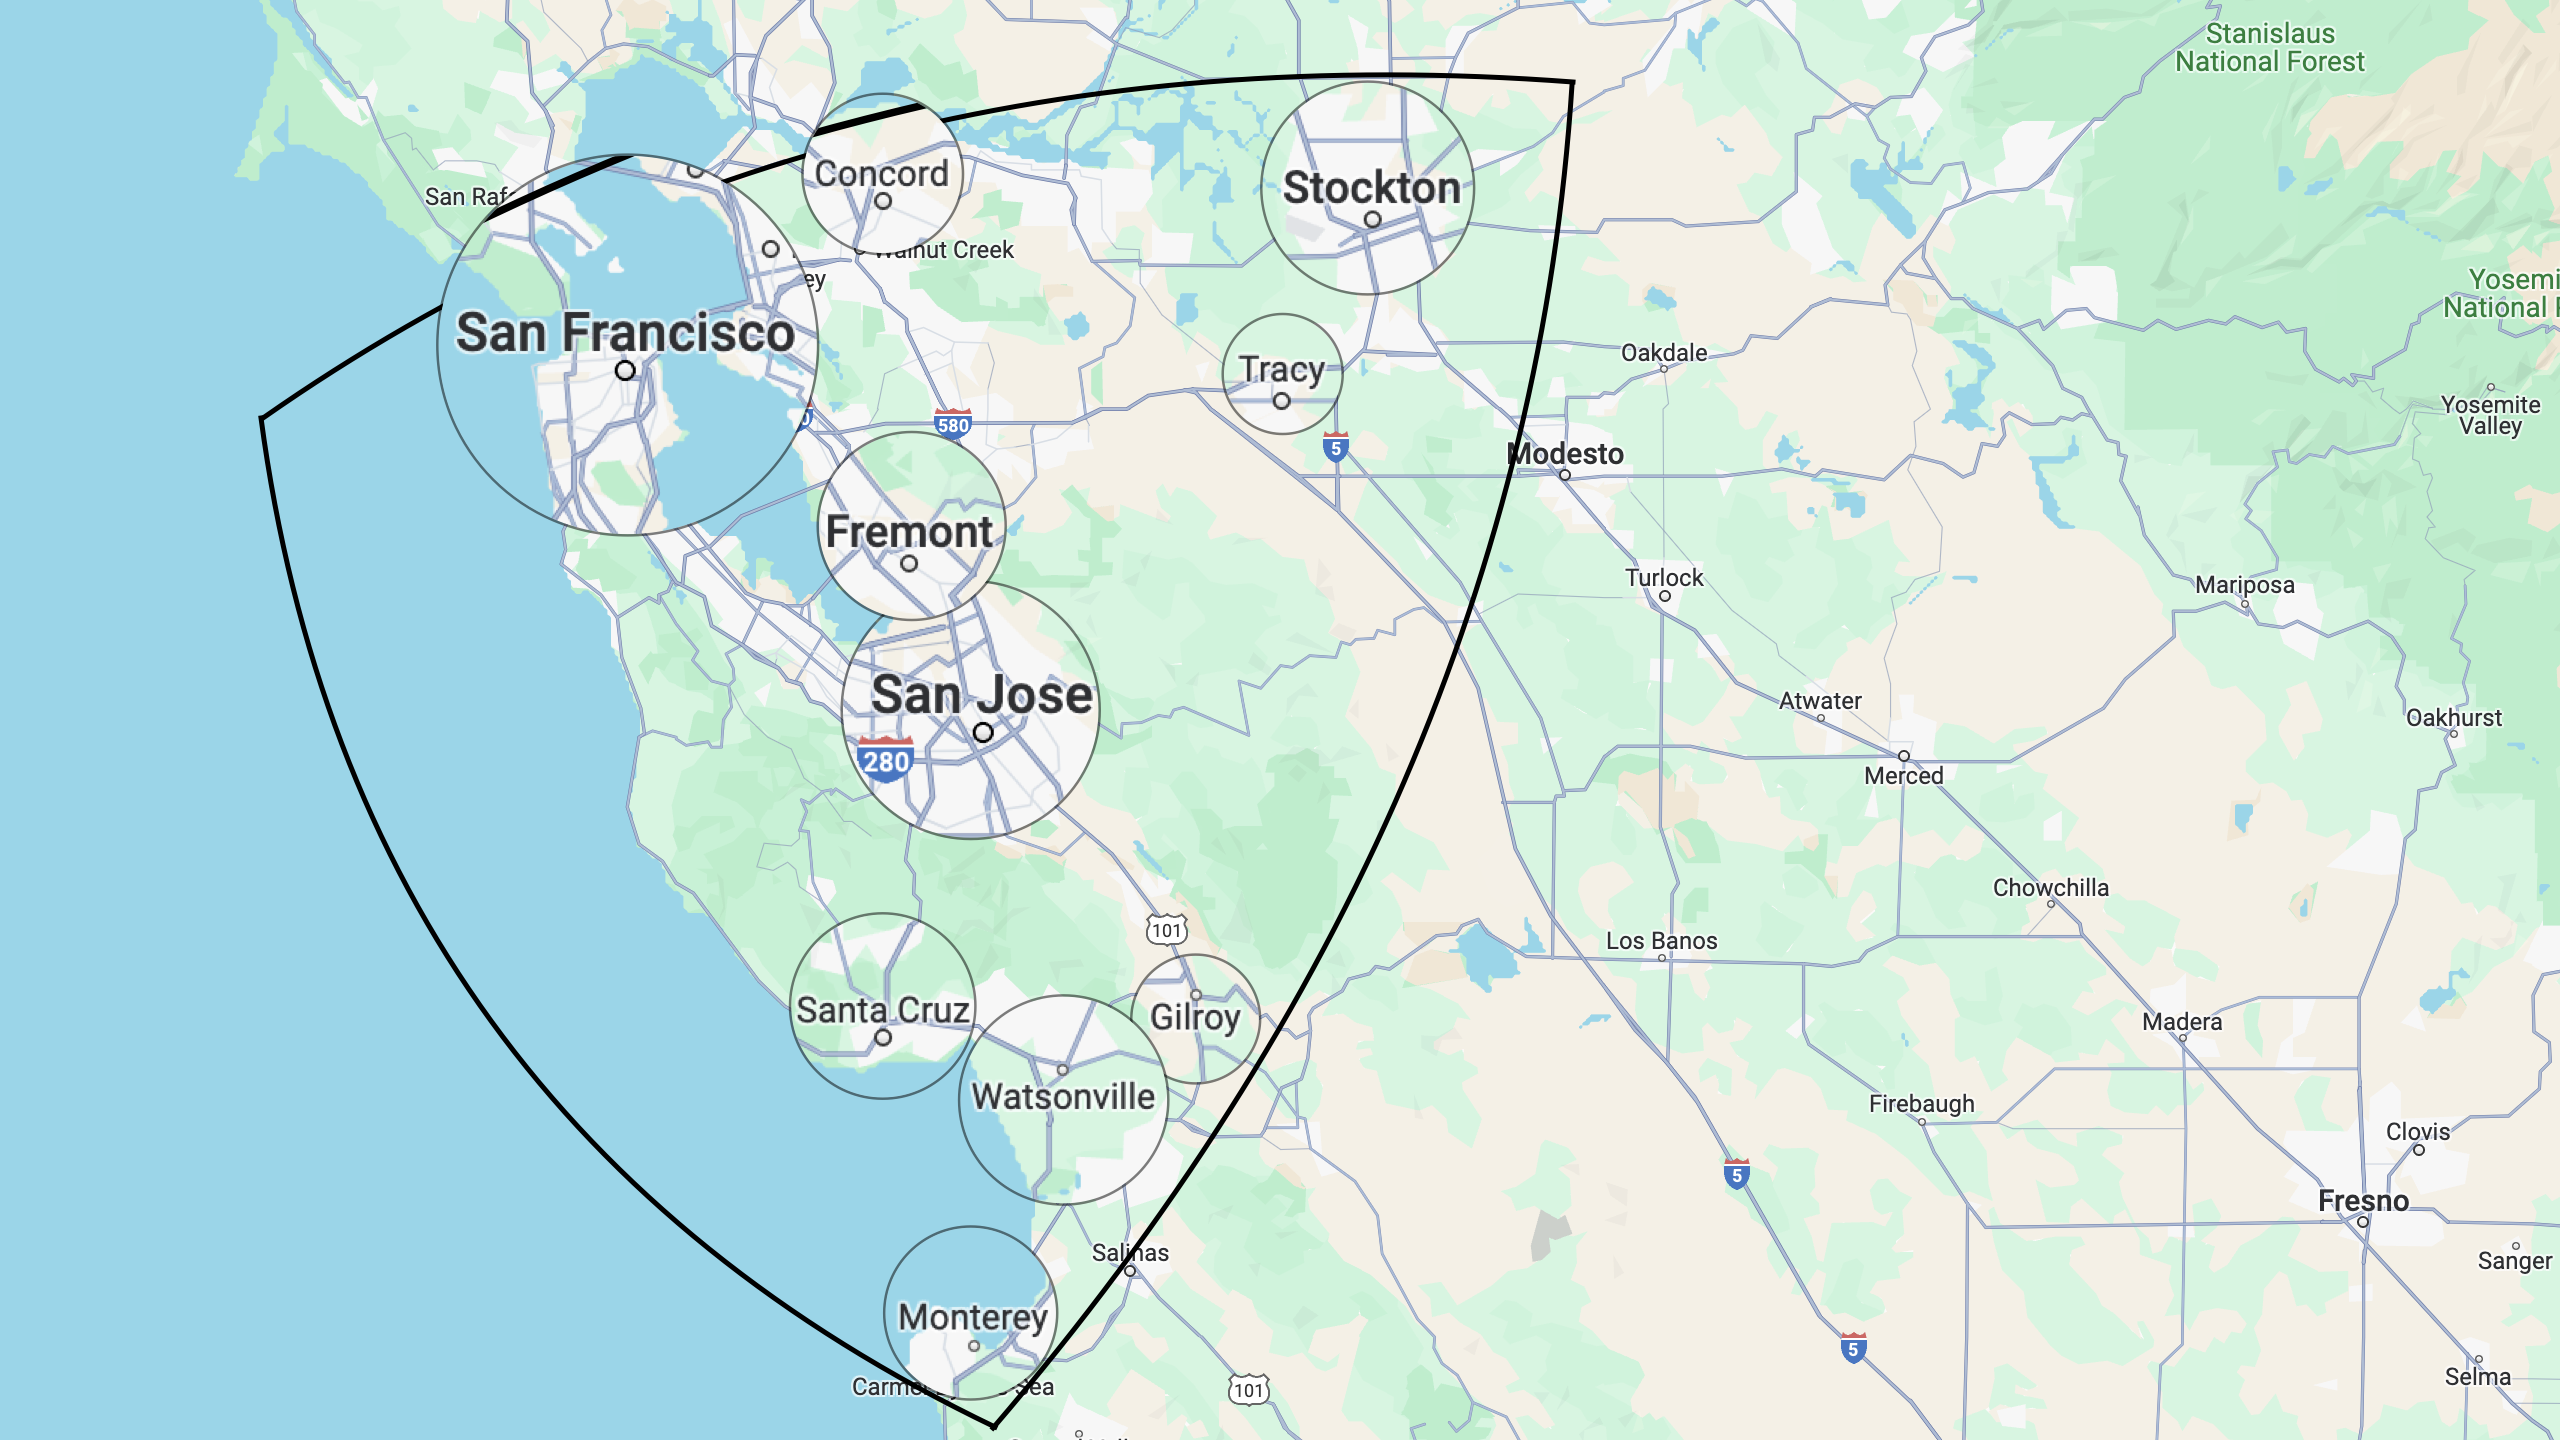 Stanislaus
National Forest
Concord
Stockton
San Raf
Walnut Creek
ey
Yosemi
National F
San Francisco
Tracy
Oakdale
580
5
Yosemite
Valley
Modesto
Fremont
Turlock
Mariposa
San Jose
280
Atwater
Oakhurst
Merced
Chowchilla
101
Los Banos
Santa Cruz
Gilroy
Madera
Watsonville
Firebaugh
Clovis
5
Fresno
Salinas
Sanger
Monterey
5
Carme
Sea
101
Selma